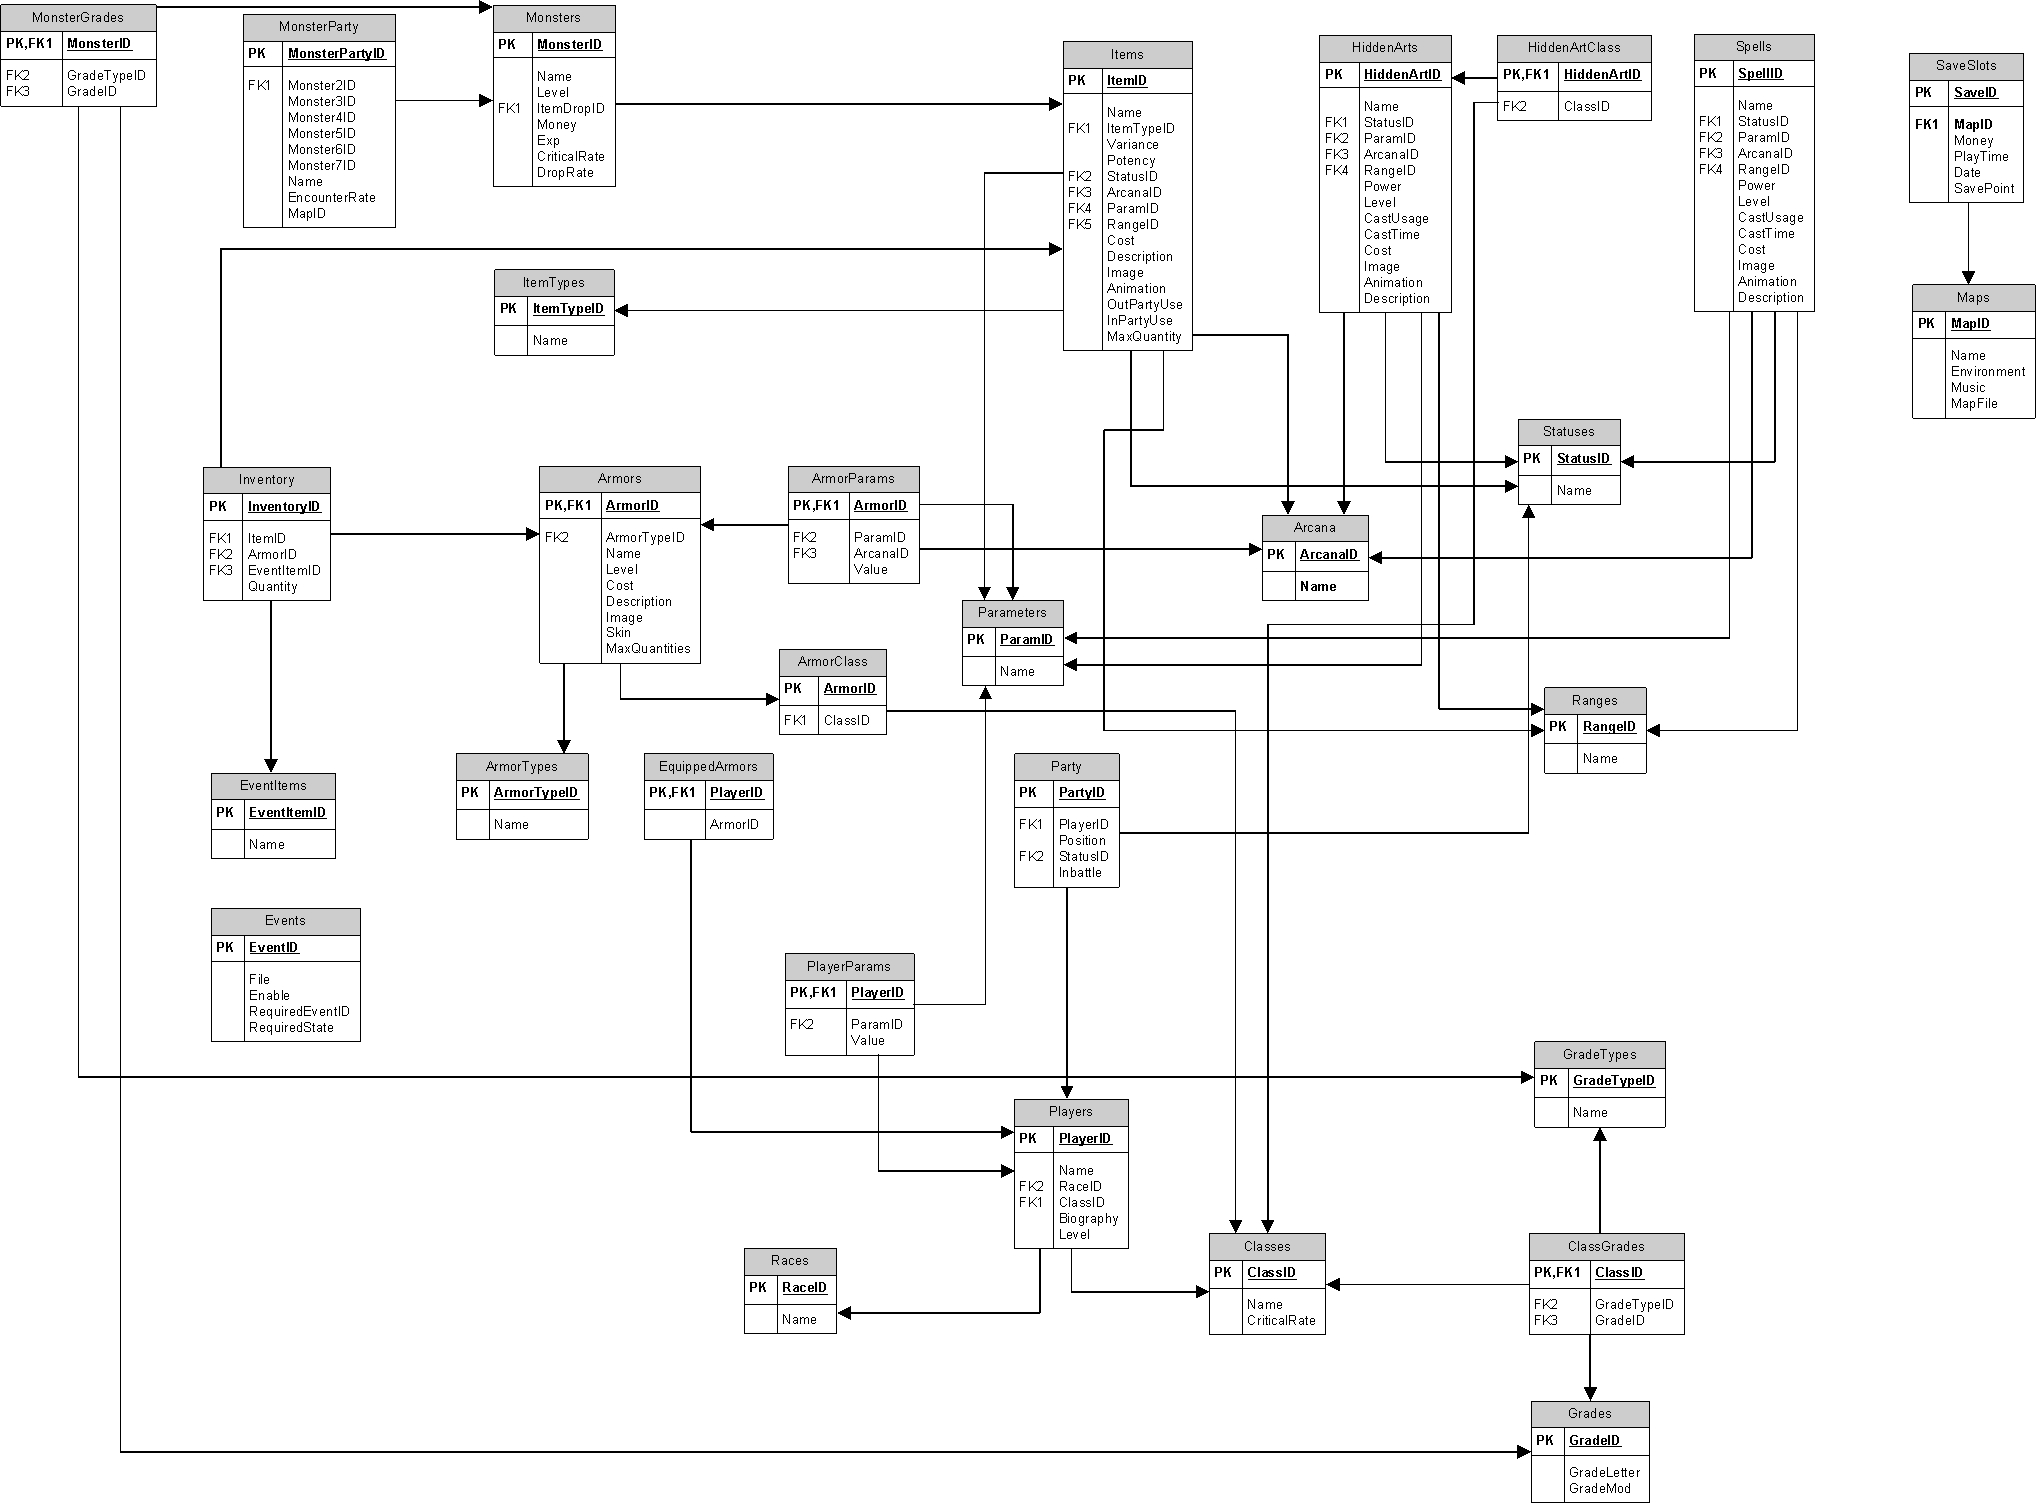 MonsterGrades
PK,FK1 MonsterID
FK2 GradeTypeID
FK3 GradeID
MonsterParty
PK MonsterPartyID
FK1 Monster2ID
Monster3ID
Monster4ID
Monster5ID
Monster6ID
Monster7ID
Name
EncounterRate
MapID
Monsters
PK MonsterID
Name
Level
FK1 ItemDropID
Money
Exp
CriticalRate
DropRate
Items
PK ItemID
Name
FK1 ItemTypeID
Variance
Potency
FK2 StatusID
FK3 ArcanaID
FK4 ParamID
FK5 RangeID
Cost
Description
Image
Animation
OutPartyUse
InPartyUse
MaxQuantity
HiddenArts
PK HiddenArtID
Name
FK1 StatusID
FK2 ParamID
FK3 ArcanaID
FK4 RangeID
Power
Level
CastUsage
CastTime
Cost
Image
Animation
Description
HiddenArtClass
PK,FK1 HiddenArtID
FK2 ClassID
Spells
PK SpellID
Name
FK1 StatusID
FK2 ParamID
FK3 ArcanaID
FK4 RangeID
Power
Level
CastUsage
CastTime
Cost
Image
Animation
Description
SaveSlots
PK SaveID
FK1 MapID
Money
PlayTime
Date
SavePoint
ItemTypes
PK ItemTypeID
Name
Maps
PK MapID
Name
Environment
Music
MapFile
Statuses
PK StatusID
Name
Inventory
PK InventoryID
FK1 ItemID
FK2 ArmorID
FK3 EventItemID
Quantity
Armors
PK,FK1 ArmorID
FK2 ArmorTypeID
Name
Level
Cost
Description
Image
Skin
MaxQuantities
ArmorParams
PK,FK1 ArmorID
FK2 ParamID
FK3 ArcanaID
Value
Arcana
PK ArcanaID
Name
Parameters
PK ParamID
Name
ArmorClass
PK ArmorID
FK1 ClassID
Ranges
PK RangeID
Name
EventItems
PK EventItemID
Name
ArmorTypes
PK ArmorTypeID
Name
EquippedArmors
PK,FK1 PlayerID
ArmorID
Party
PK PartyID
FK1 PlayerID
Position
FK2 StatusID
Inbattle
Events
PK EventID
File
Enable
RequiredEventID
RequiredState
PlayerParams
PK,FK1 PlayerID
FK2 ParamID
Value
GradeTypes
PK GradeTypeID
Name
Players
PK PlayerID
Name
FK2 RaceID
FK1 ClassID
Biography
Level
Races
PK RaceID
Name
Classes
PK ClassID
Name
CriticalRate
ClassGrades
PK,FK1 ClassID
FK2 GradeTypeID
FK3 GradeID
Grades
PK GradeID
GradeLetter
GradeMod